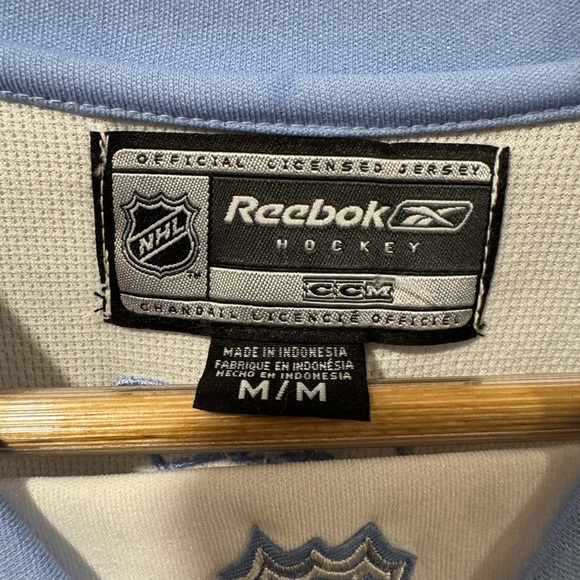 OFFICIAL LICENSED JERSEY
NHL
TM
Reebok
HOCKEY
CCM
CHANDAIL LICENCIÉ OFFICIEL
MADE IN INDONESIA
FABRIQUE EN INDONÉSIA
HECHO EN INDONESIA
M/M